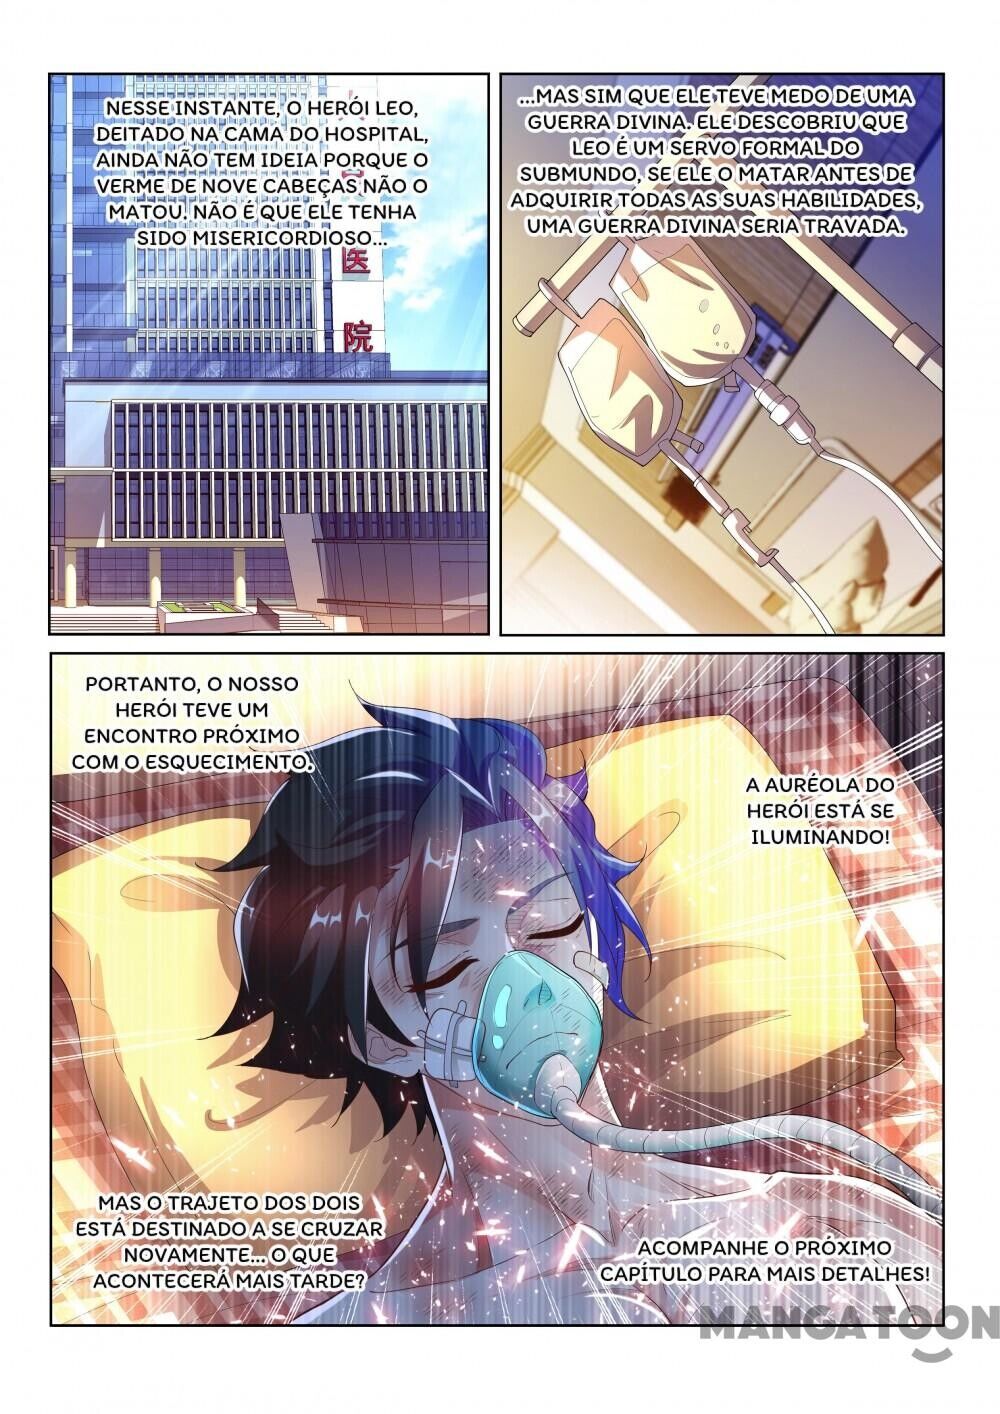 NESSE INSTANTE, O HERÓI LEO,
DEITADO NA CAMA DO HOSPITAL,
AINDA NÃO TEM IDEIA PORQUE O
VERME DE NOVE CABEÇAS NÃO O
MATOU. NÃO É QUE ELE TENHA
SIDO MISERICORDIOSO...
医
院
...MAS SIM QUE ELE TEVE MEDO DE UMA
GUERRA DIVINA. ELE DESCOBRIU QUE
LEO É UM SERVO FORMAL DO
SUBMUNDO, SE ELE O MATAR ANTES DE
ADQUIRIR TODAS AS SUAS HABILIDADES,
UMA GUERRA DIVINA SERIA TRAVADA.
PORTANTO, O NOSSO
HERÓI TEVE UM
ENCONTRO PRÓXIMO
COM O ESQUECIMENTO.
A AURÉOLA DO
HERÓI ESTÁ SE
ILUMINANDO!
MAS O TRAJETO DOS DOIS
ESTÁ DESTINADO A SE CRUZAR
NOVAMENTE... O QUE
ACONTECERÁ MAIS TARDE?
ACOMPANHE O PRÓXIMO
CAPÍTULO PARA MAIS DETALHES!
MANGATOON